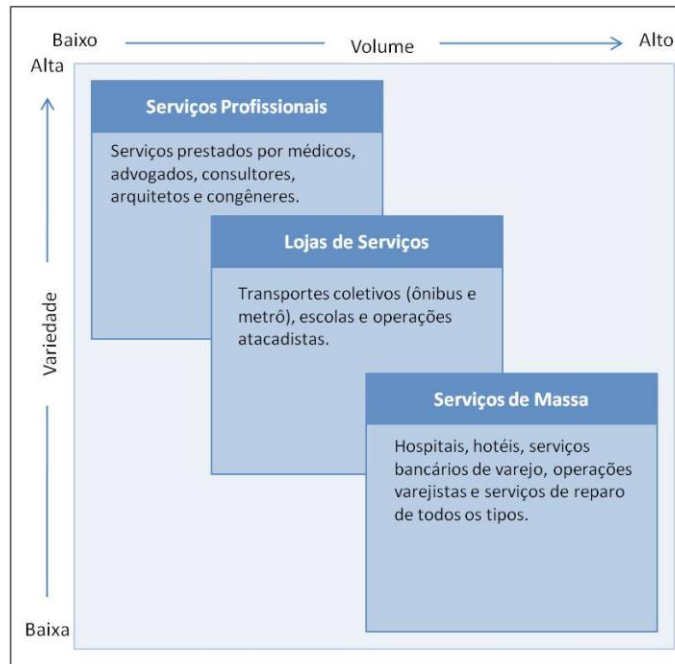 Baixo
Volume
Alto
Alta
Variedade
Baixa
Serviços Profissionais
Serviços prestados por médicos,
advogados, consultores,
arquitetos e congêneres.
Lojas de Serviços
Transportes coletivos (ônibus e
metrô), escolas e operações
atacadistas.
Serviços de Massa
Hospitais, hotéis, serviços
bancários de varejo, operações
varejistas e serviços de reparo
de todos os tipos.